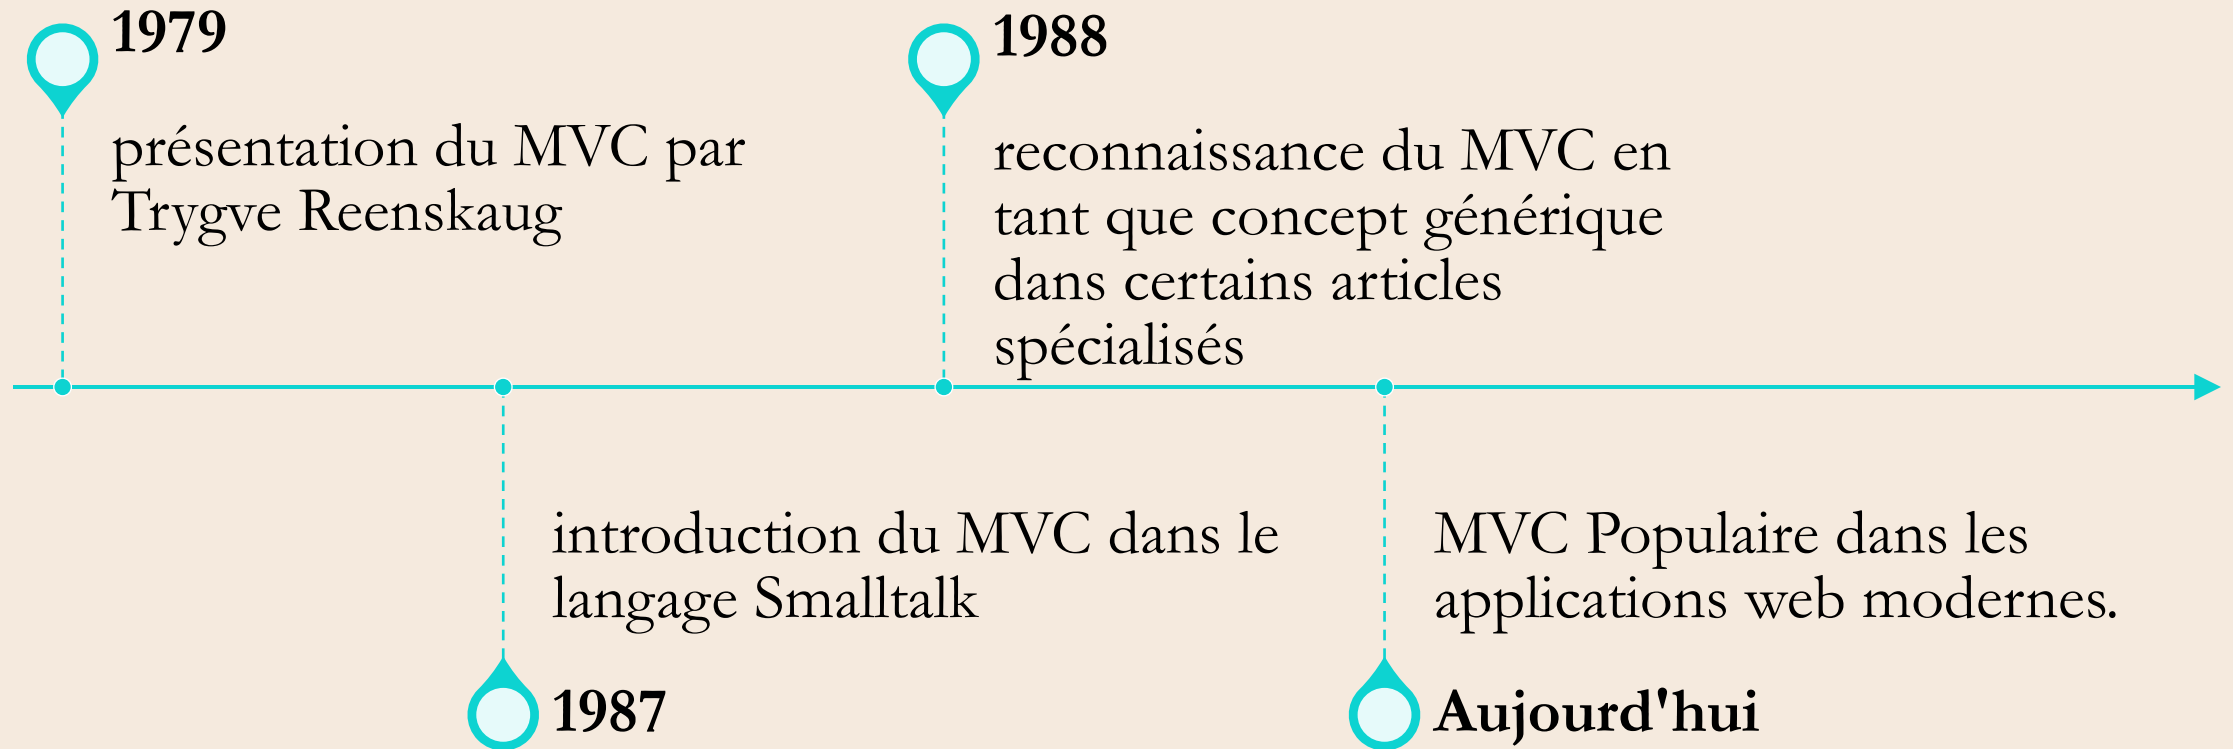 1979
présentation du MVC par
Trygve Reenskaug
1988
reconnaissance du MVC en
tant que concept générique
dans certains articles
spécialisés
introduction du MVC dans le
langage Smalltalk
1987
MVC Populaire dans les
applications web modernes.
Aujourd'hui